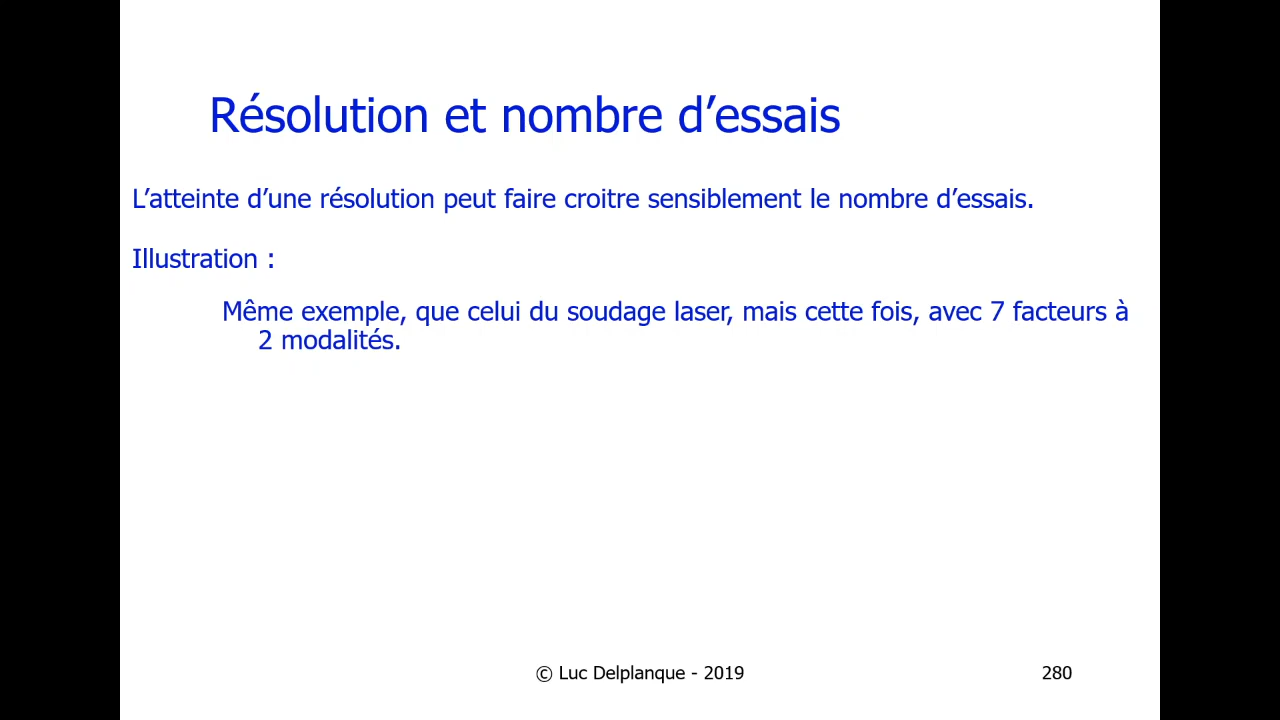 Résolution et nombre d’essais
L’atteinte d’une résolution peut faire croitre sensiblement le nombre d’essais.
Illustration :
Même exemple, que celui du soudage laser, mais cette fois, avec 7 facteurs à
2 modalités.
© Luc Delplanque - 2019
280